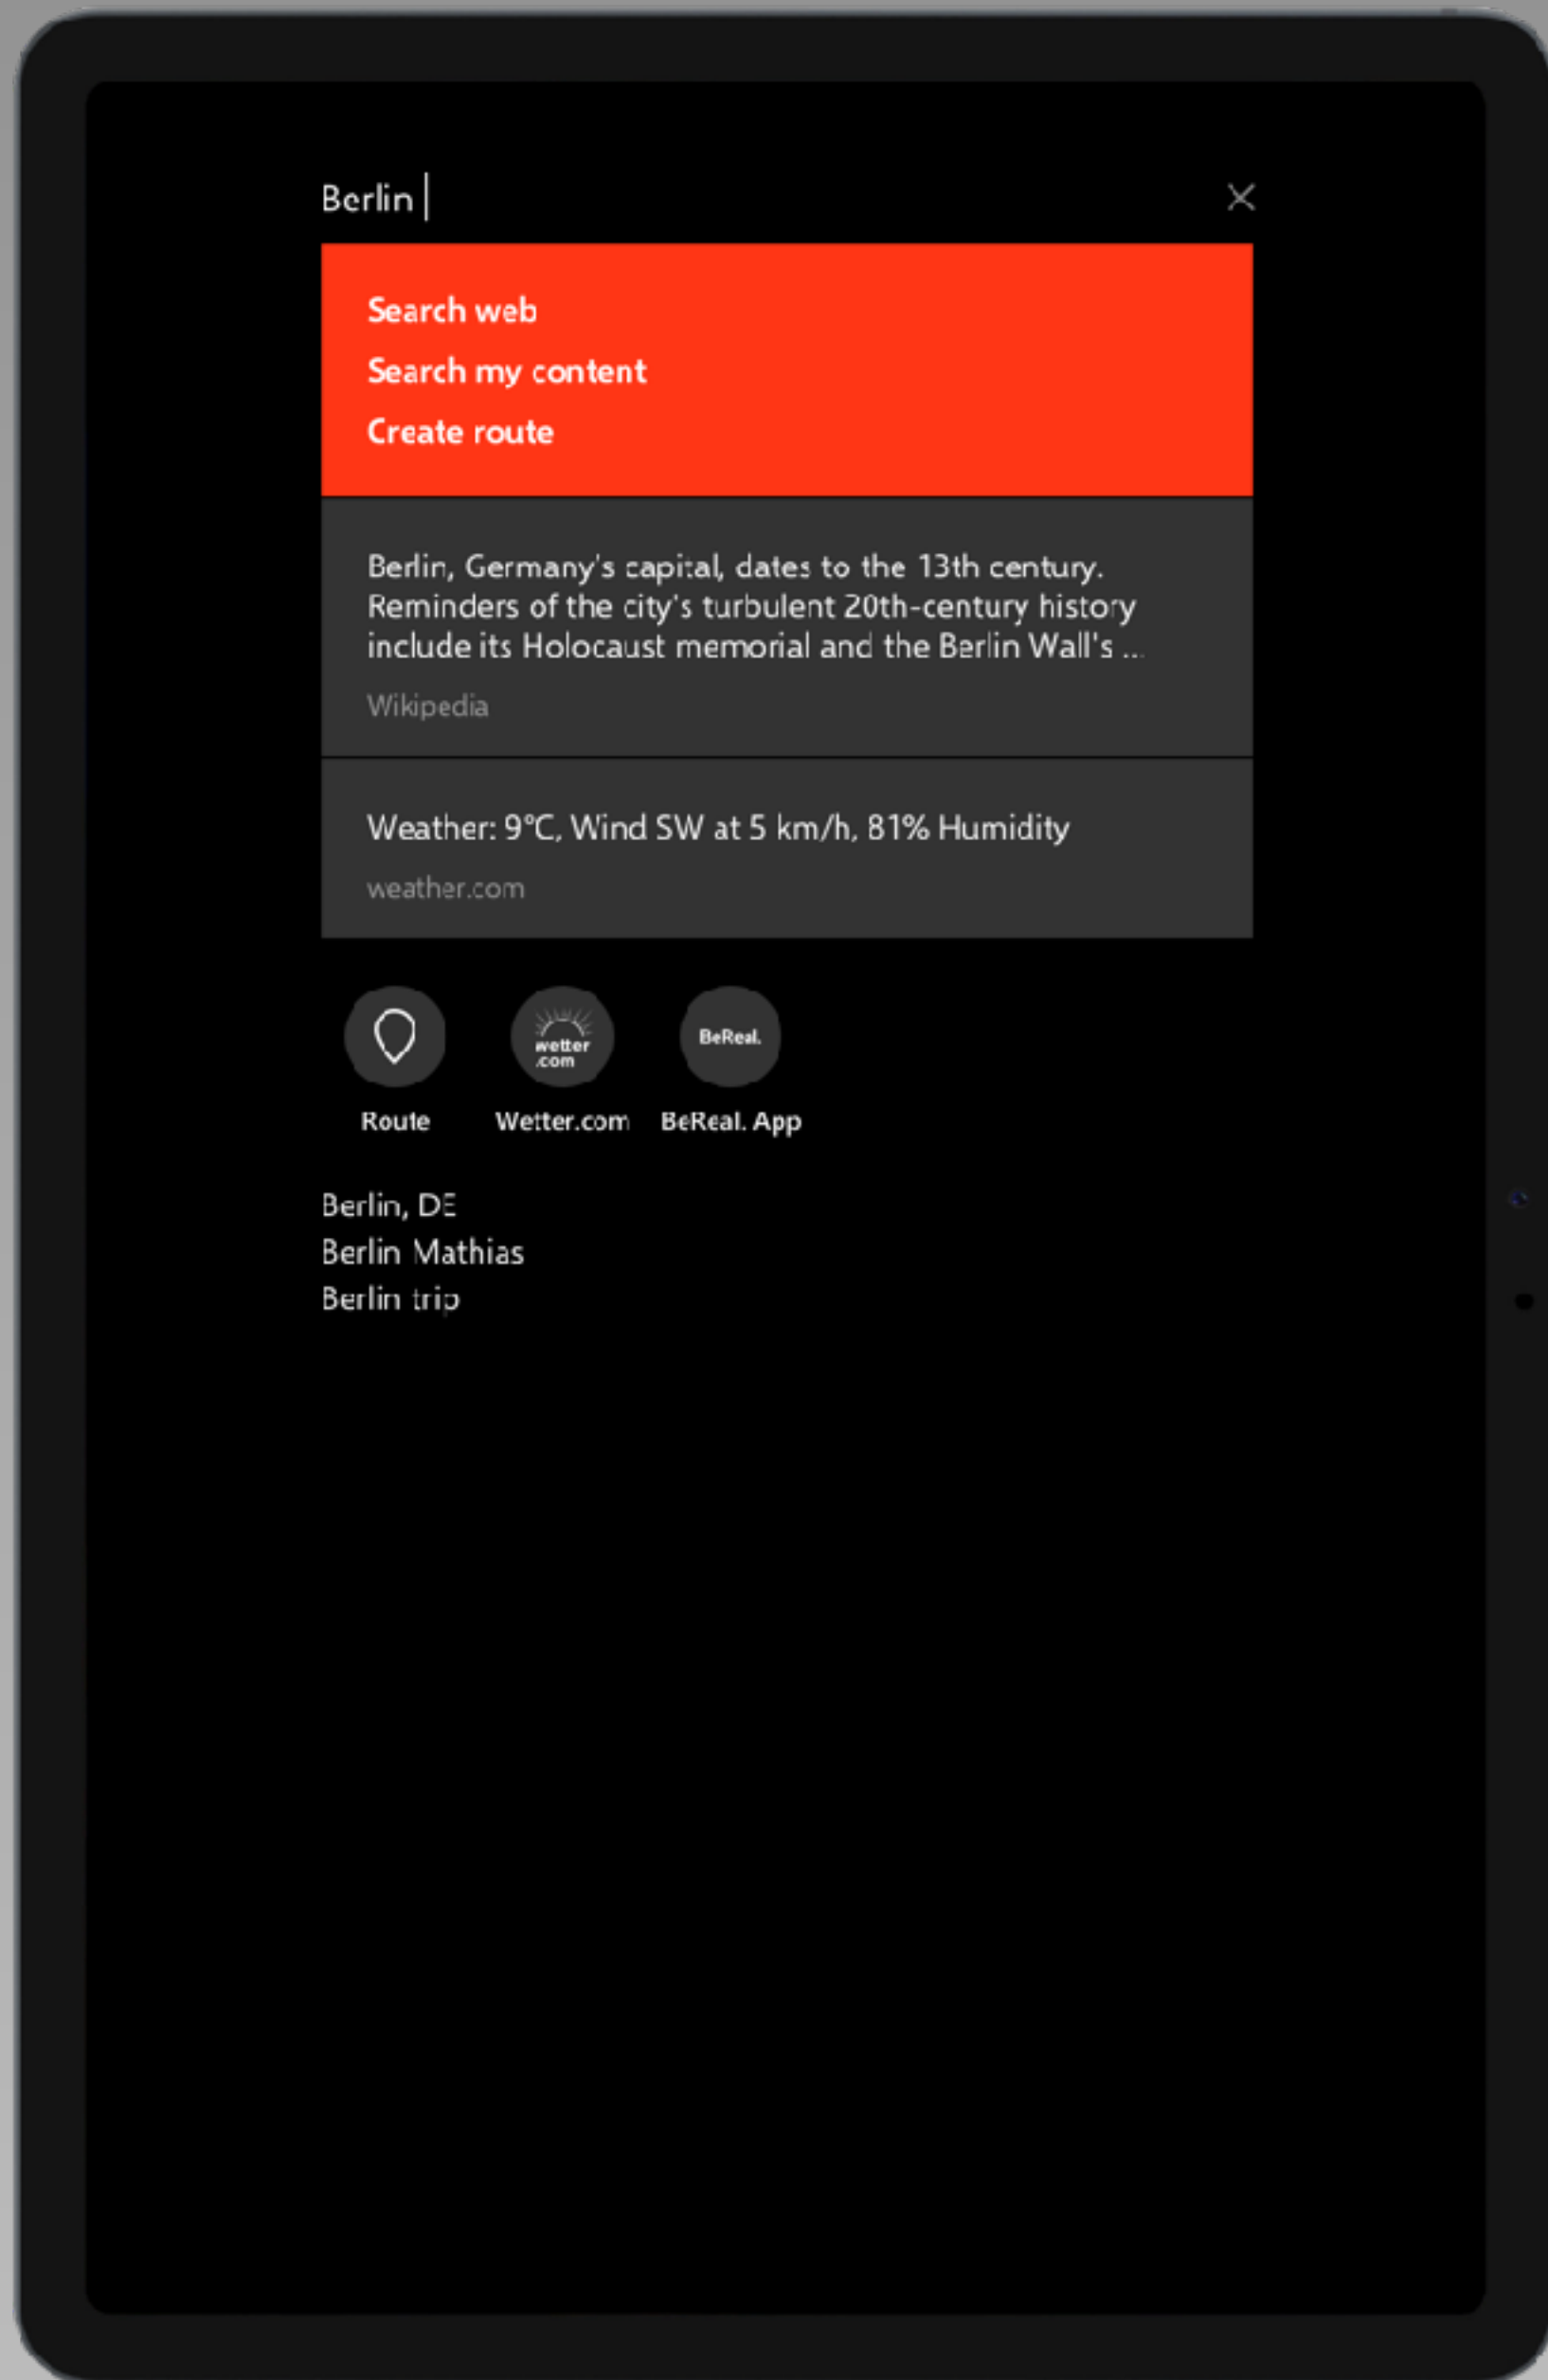 Berlin
Search web
Search my content
Create route
Berlin, Germany's capital, dates to the 13th century.
Reminders of the city's turbulent 20th-century history
include its Holocaust memorial and the Berlin Wall's ...
Wikipedia
Weather: 9°C, Wind SW at 5 km/h, 81% Humidity
weather.com
wetter
.com
BeReal.
Route
Wetter.com
BeReal. App
Berlin, DE
Berlin Mathias
Berlin trip